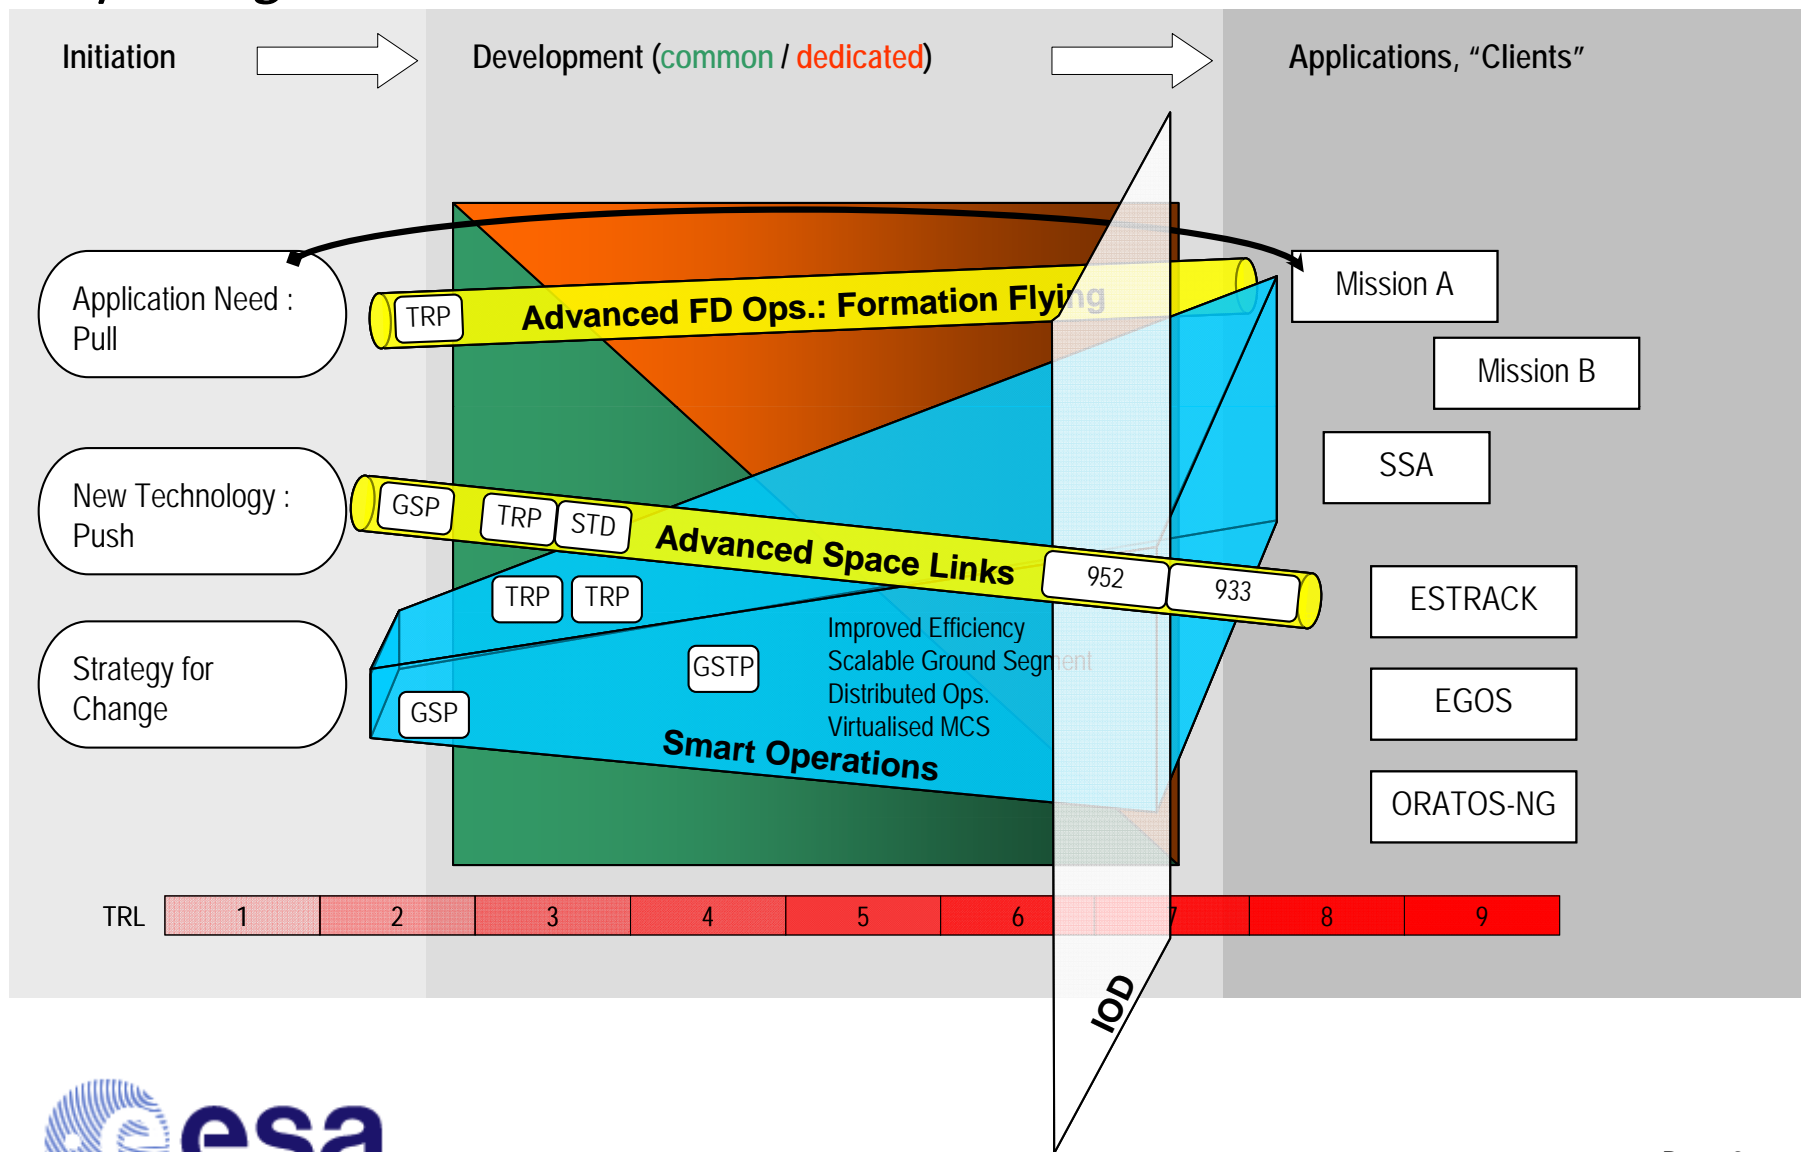 Initiation
Development (common / dedicated)
Applications, “Clients”
Application Need :
Pull
TRP
Advanced FD Ops.: Formation Flying
Mission A
Mission B
SSA
New Technology :
Push
GSP
TRP
STD
Advanced Space Links
952
933
TRP
TRP
ESTRACK
Improved Efficiency
Scalable Ground Segment
Distributed Ops.
Virtualised MCS
GSTP
Strategy for
Change
GSP
Smart Operations
EGOS
ORATOS-NG
TRL
1
2
3
4
5
6
7
8
9
IOD
esa